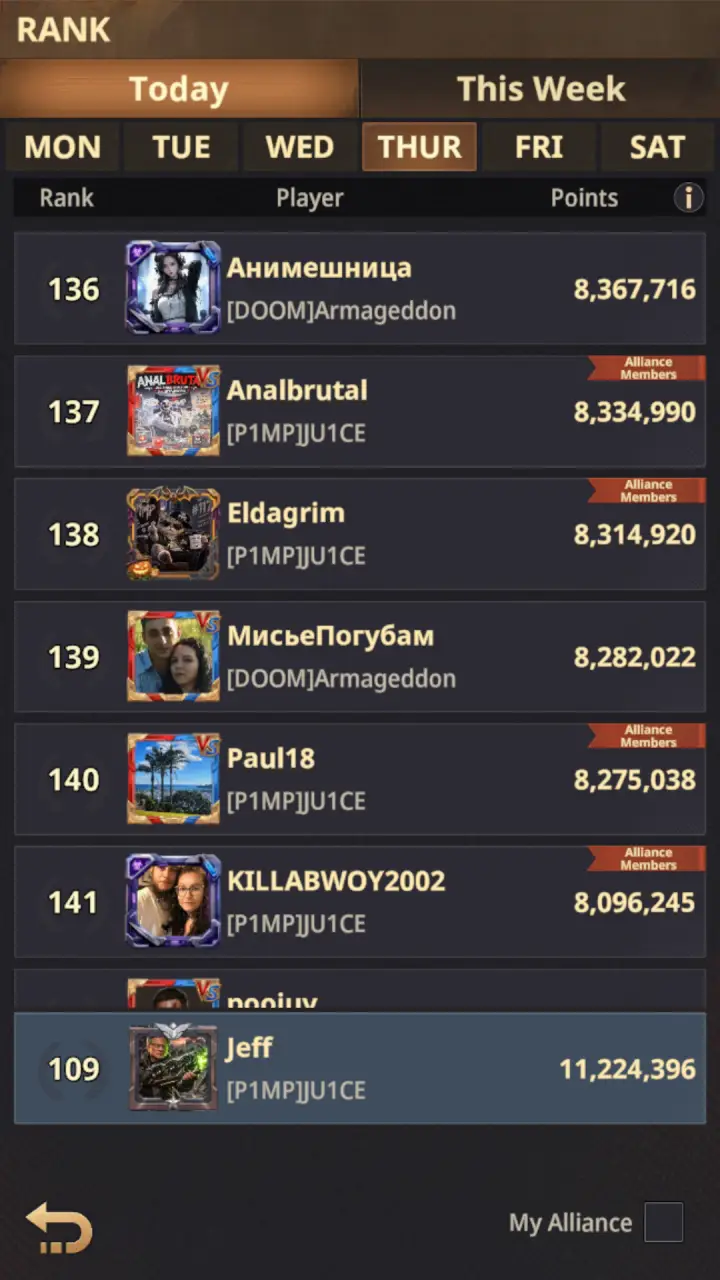 RANK
Today
This Week
MON TUE WED THUR FRI SAT
Rank Player Points i
136 Анимешница 8,367,716
[DOOM]Armageddon
Alliance Members
137 Analbrutal 8,334,990
[P1MP]JU1CE
Alliance Members
138 Eldagrim 8,314,920
[P1MP]JU1CE
139 МисьеПогубам 8,282,022
[DOOM]Armageddon
Alliance Members
140 Paul18 8,275,038
[P1MP]JU1CE
Alliance Members
141 KILLABWOY2002 8,096,245
[P1MP]JU1CE
109 Jeff 11,224,396
[P1MP]JU1CE
My Alliance